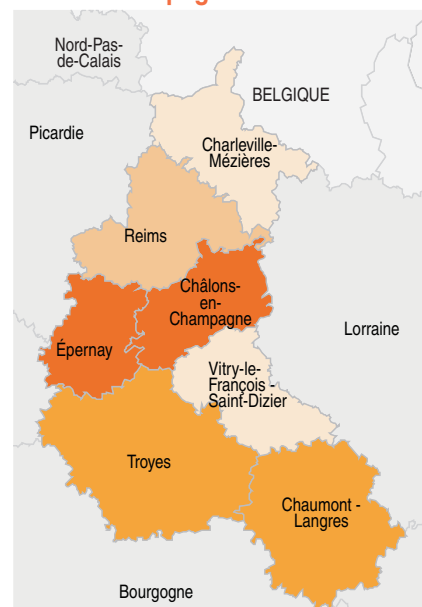 Nord-Pas-
de-Calais
BELGIQUE
Picardie
Charleville-
Mézières
Reims
Châlons-
en-
Champagne
Lorraine
Épernay
Vitry-le-
François -
Saint-Dizier
Troyes
Chaumont -
Langres
Bourgogne